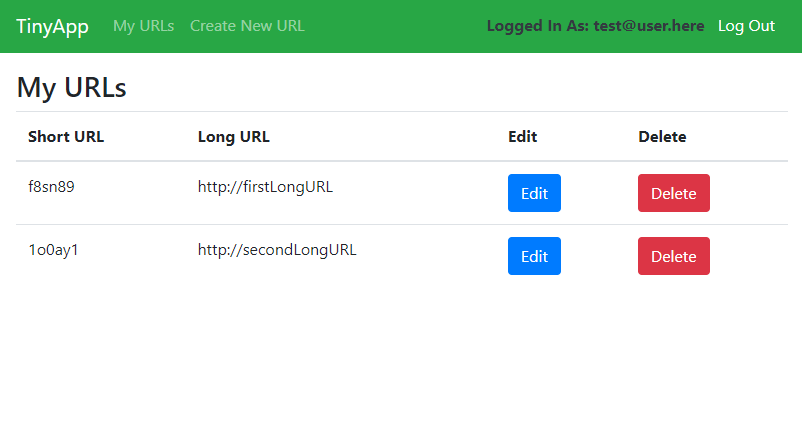 TinyApp My URLs Create New URL Logged In As: test@user.here Log Out
My URLs
Short URL Long URL Edit Delete
f8sn89 http://firstLongURL Edit Delete
1o0ay1 http://secondLongURL Edit Delete